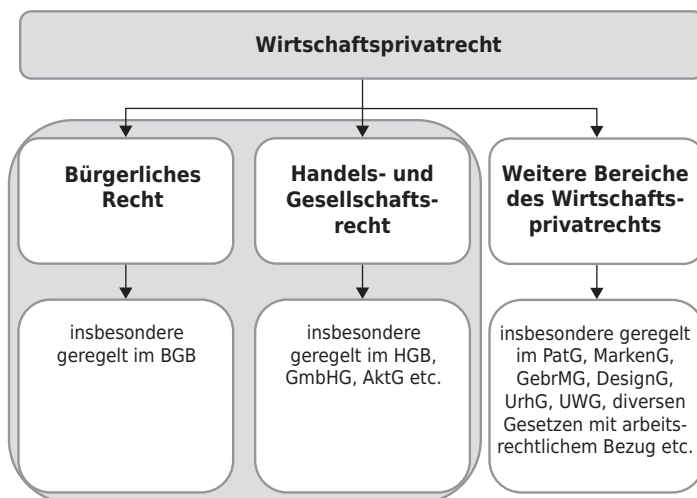 Wirtschaftsprivatrecht
Bürgerliches
Recht
Handels- und
Gesellschafts-
recht
Weitere Bereiche
des Wirtschafts-
privatrechts
insbesondere
geregelt im BGB
insbesondere
geregelt im HGB,
GmbHG, AktG etc.
insbesondere geregelt
im PatG, MarkenG,
GebrMG, DesignG,
UrhG, UWG, diversen
Gesetzen mit arbeits-
rechtlichem Bezug etc.